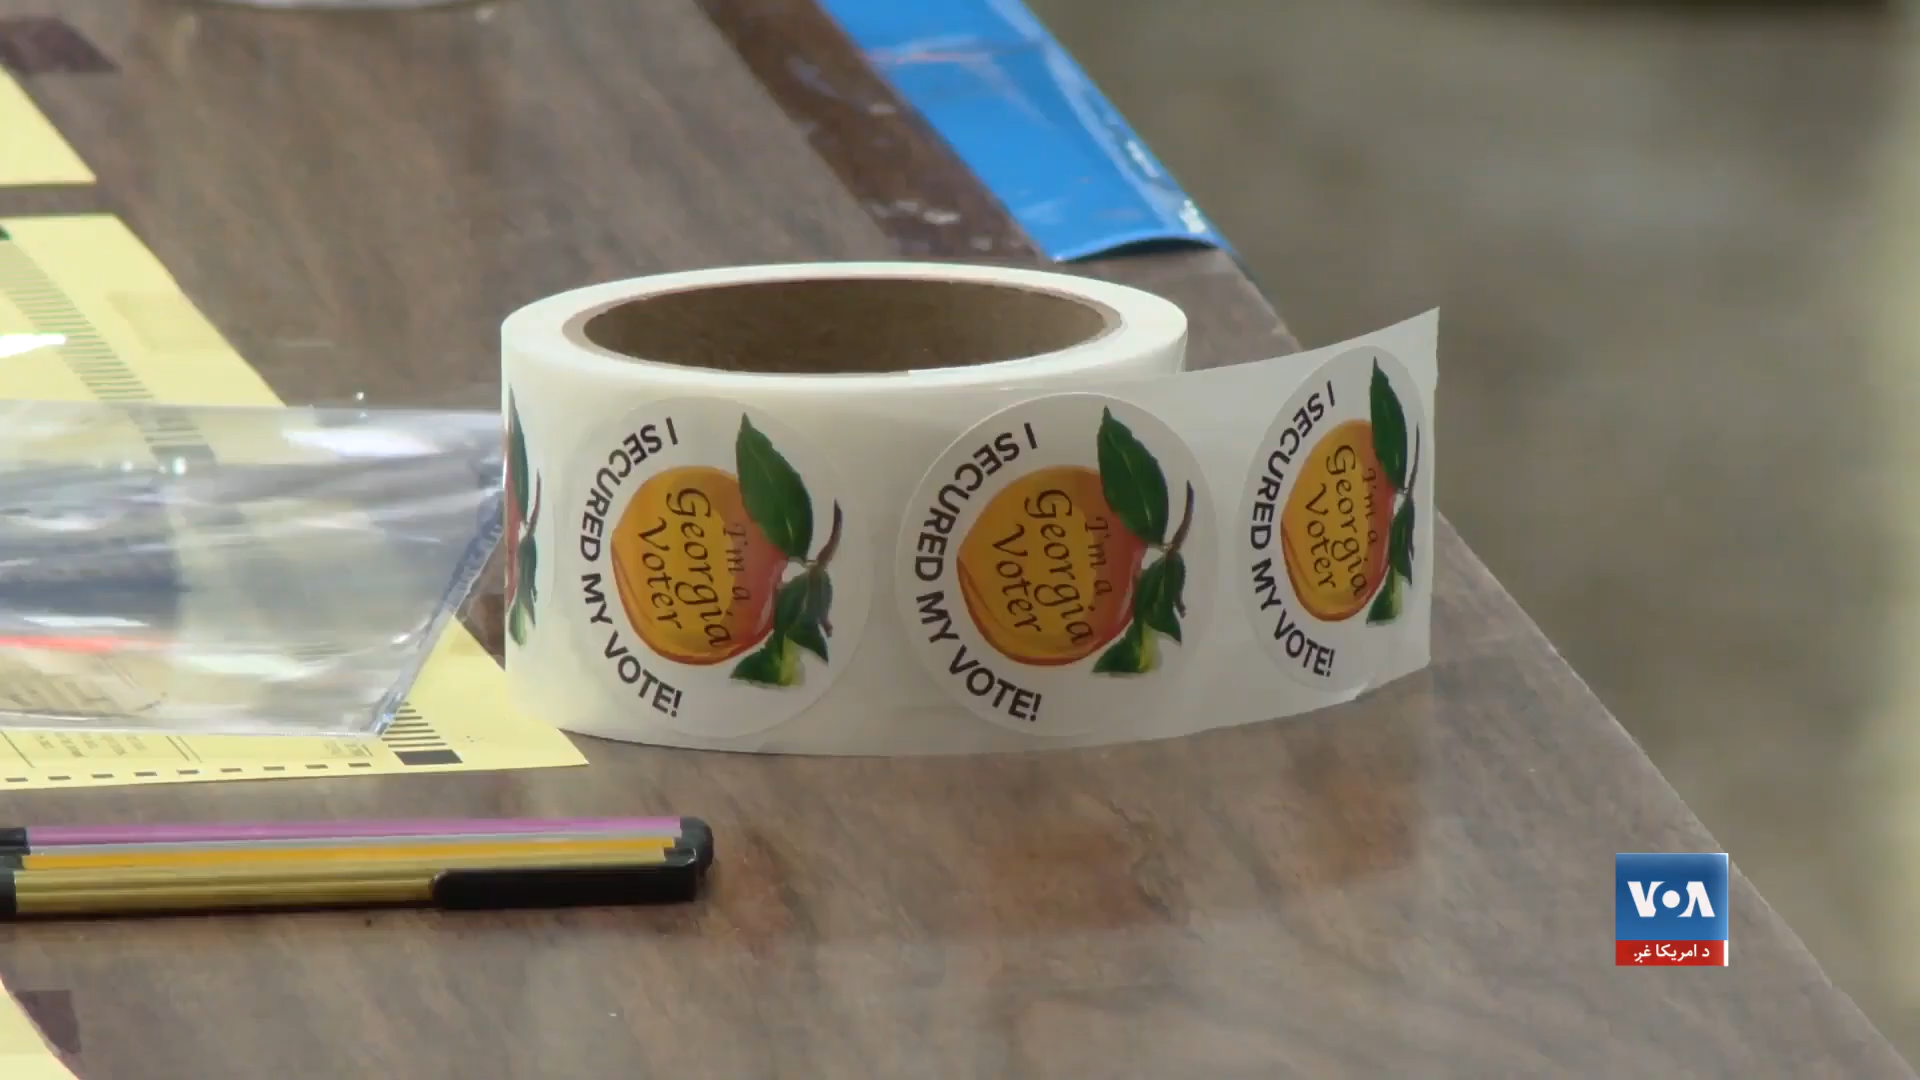 I SECURED MY VOTE!
I'm a
Georgia
Voter
I SECURED MY VOTE!
I'm a
Georgia
Voter
I SECURED MY VOTE!
I'm a
Georgia
Voter
VOA
د امریکا غږ